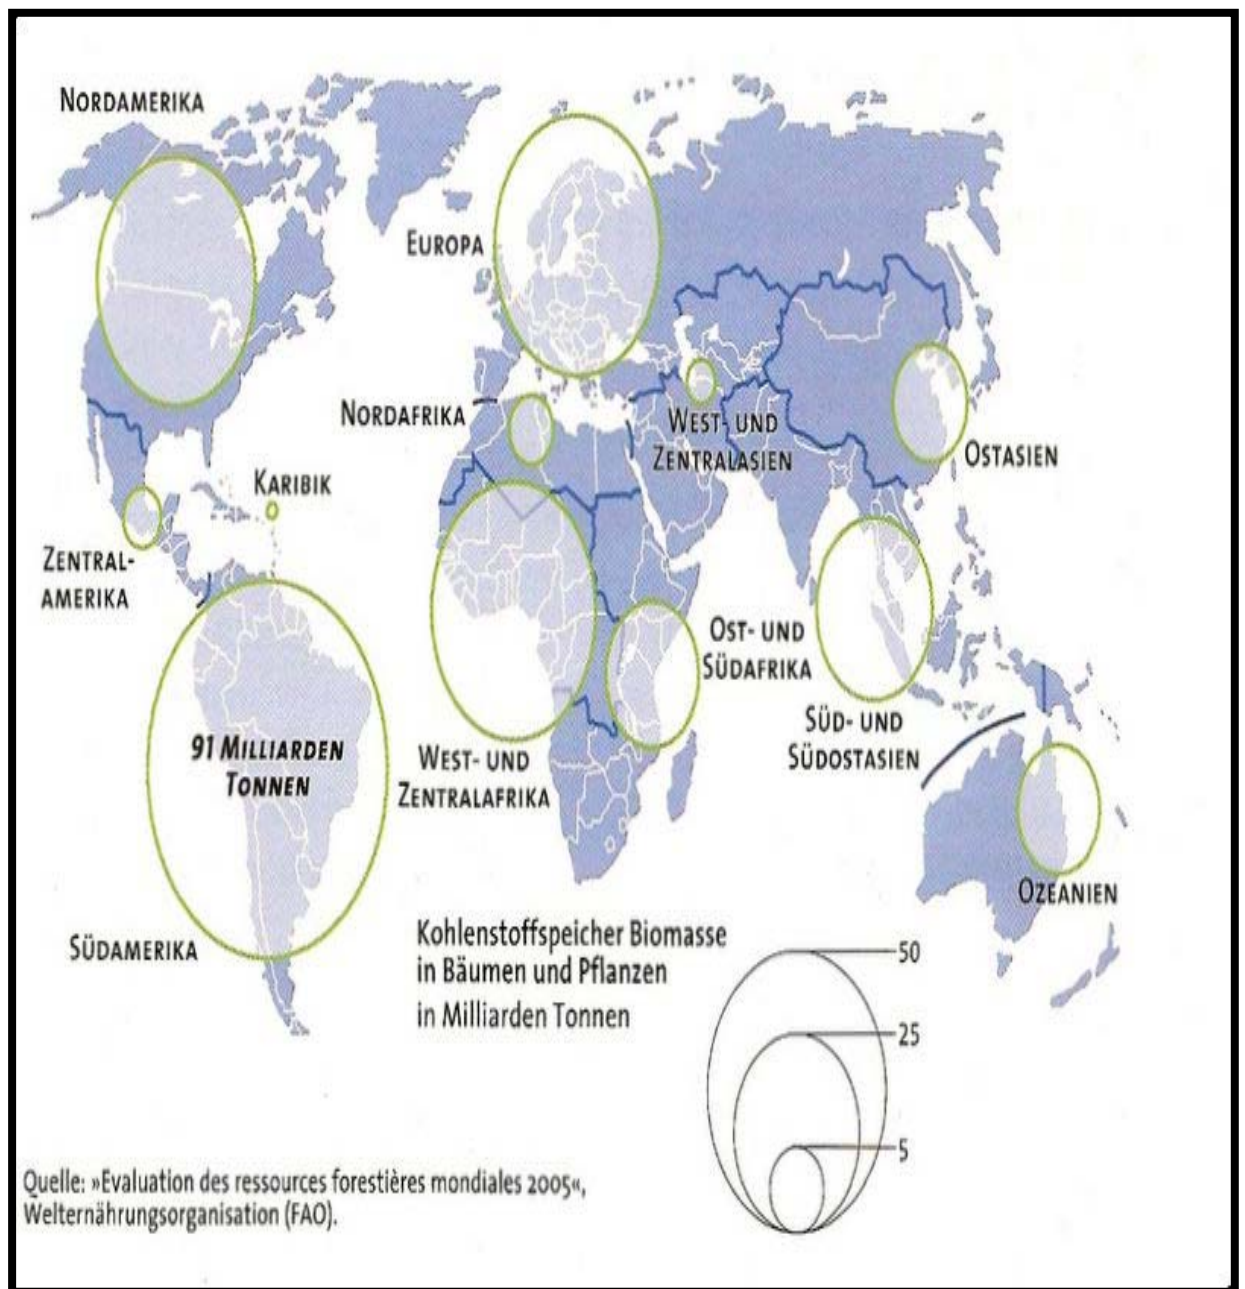 NORDAMERIKA
EUROPA
NORDAFRIKA
WEST- UND
ZENTRALASIEN
OSTASIEN
KARIBIK
ZENTRAL-
AMERIKA
OST- UND
SÜDAFRIKA
SÜD- UND
SÜDOSTASIEN
91 MILLIARDEN
TONNEN
WEST- UND
ZENTRALAFRIKA
OZEANIEN
SÜDAMERIKA
Kohlenstoffspeicher Biomasse
in Bäumen und Pflanzen
in Milliarden Tonnen
50
25
5
Quelle: »Evaluation des ressources forestières mondiales 2005«,
Welternährungsorganisation (FAO).